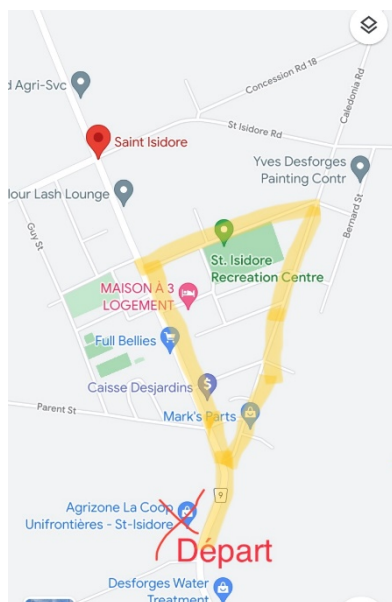 Concession Rd 18
Caledonia Rd
d Agri-Svc
St Isidore Rd
Saint Isidore
Yves Desforges
Painting Contr
lour Lash Lounge
Bernard St
Guy St
St. Isidore
Recreation Centre
MAISON À 3
LOGEMENT
Full Bellies
Caisse Desjardins
$
Parent St
Mark's Parts
9
Agrizone La Coop
Unifrontières - St-Isidore
Départ
Desforges Water
Treatment